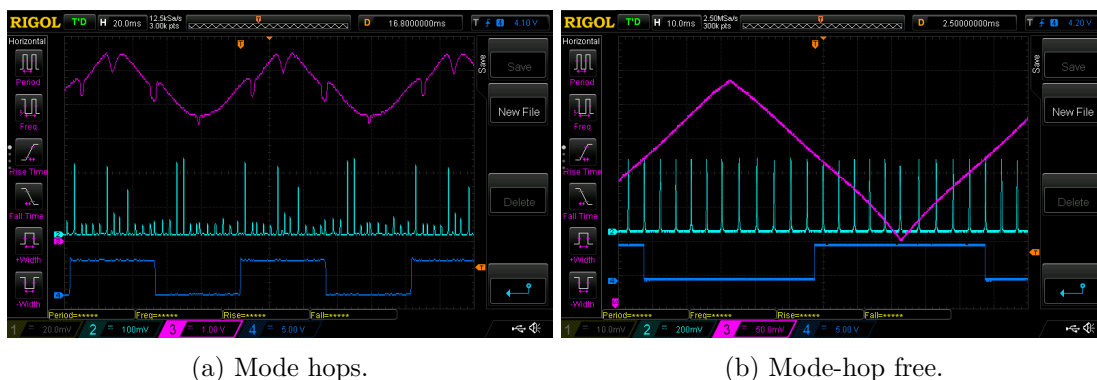 RIGOL T'D H 20.0ms 12.5kSa/s 3.00k pts D 16.8000000ms T 4 4.10 V
Horizontal
Period
Freq
Rise Time
Fall Time
+Width
-Width
Save
Save
New File
Delete
Period=***** Freq=***** Rise=***** Fall=*****
1 = 20.0mV 2 = 100mV 3 = 1.00 V 4 = 5.00 V
(a) Mode hops.
RIGOL T'D H 10.0ms 2.50MSa/s 3.00k pts D 2.50000000ms T 4 4.20 V
Horizontal
Period
Freq
Rise Time
Fall Time
+Width
-Width
Save
Save
New File
Delete
Period=***** Freq=***** Rise=***** Fall=*****
1 = 10.0mV 2 = 200mV 3 = 50.0mV 4 = 5.00 V
(b) Mode-hop free.